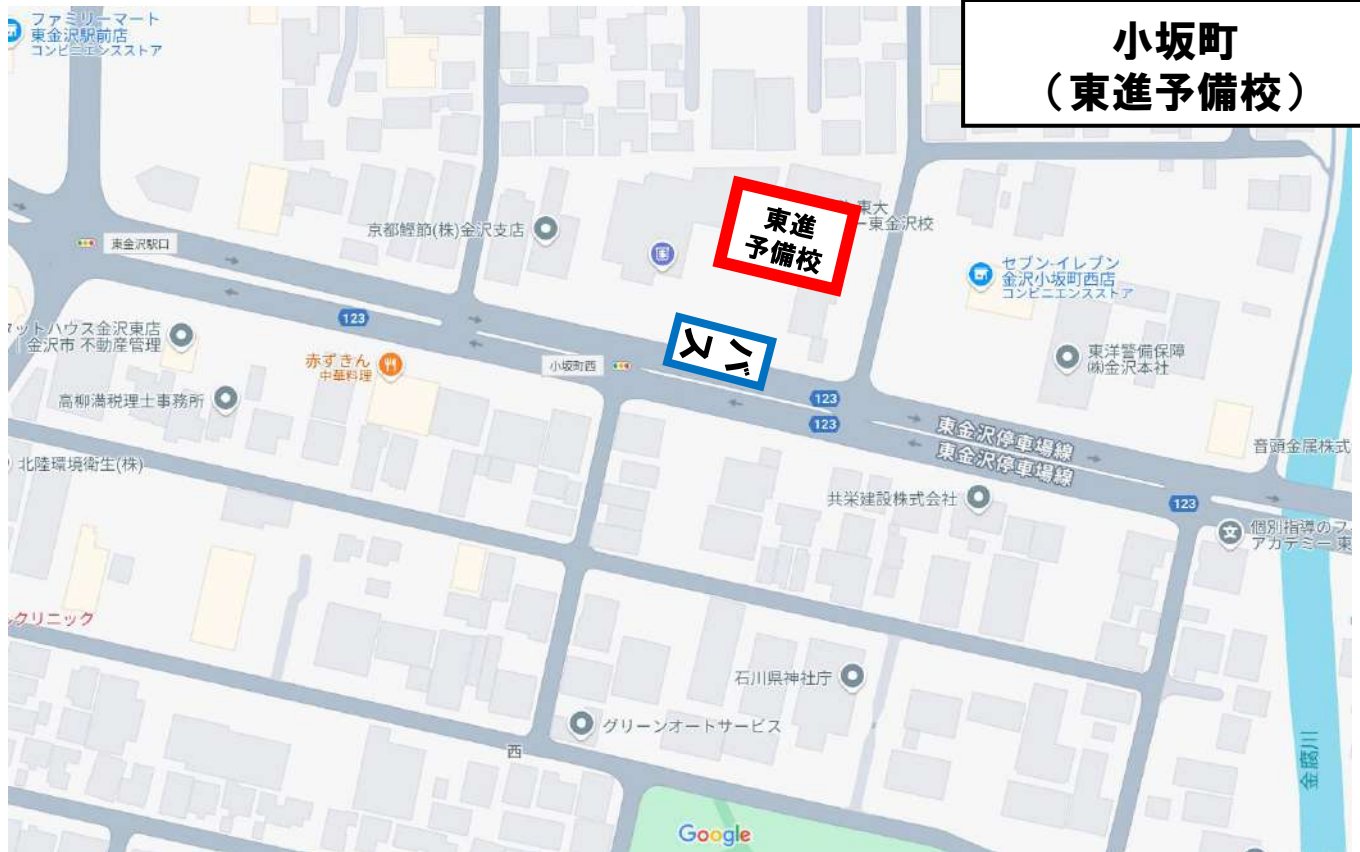 ファミリーマート
東金沢駅前店
コンビニエンスストア
小坂町
（東進予備校）
東金沢駅口
京都鰹節(株)金沢支店
東進
予備校
東大
東金沢校
セブン-イレブン
金沢小坂町西店
コンビニエンスストア
東洋警備保障
㈱金沢本社
123
ットハウス金沢東店
金沢市 不動産管理
赤ずきん
中華料理
小坂町西
バス
高柳満税理士事務所
123
123
東金沢停車場線
東金沢停車場線
音頭金属株式
北陸環境衛生(株)
共栄建設株式会社
123
個別指導のフ
アカデミー 東
クリニック
石川県神社庁
グリーンオートサービス
西
金腐川
Google